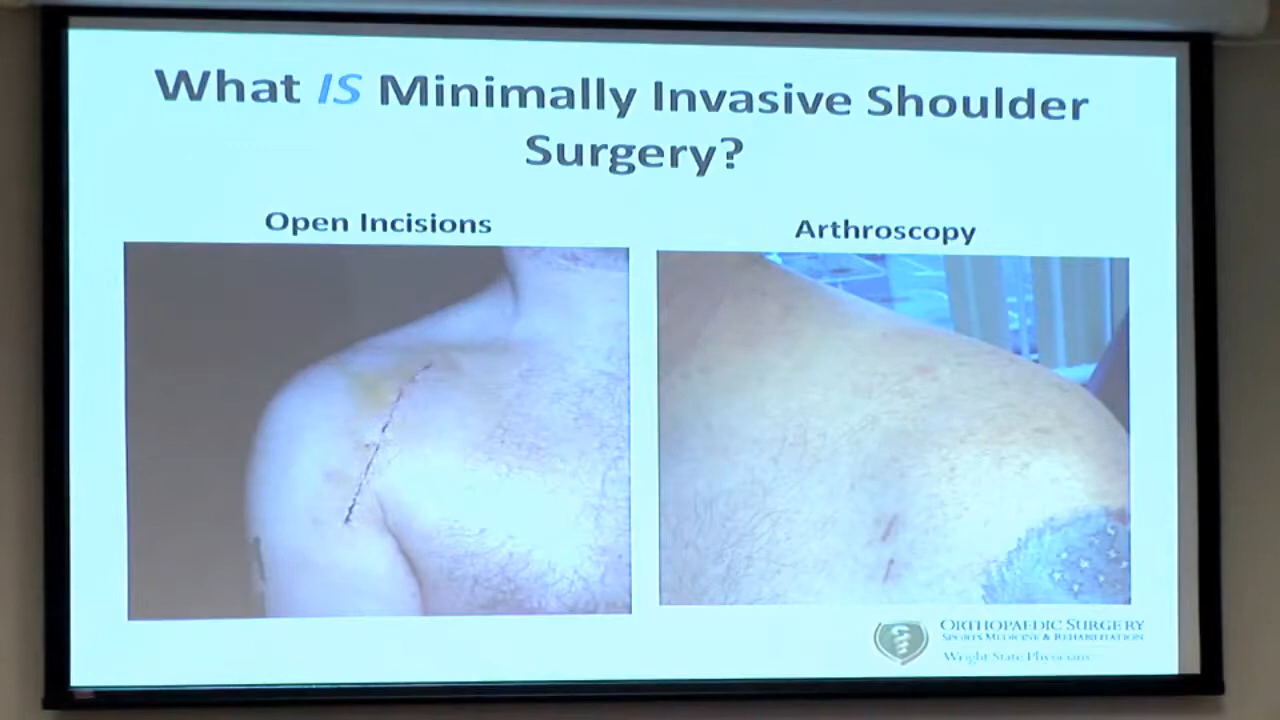 What IS Minimally Invasive Shoulder
Surgery?
Open Incisions
Arthroscopy
ORTHOPAEDIC SURGERY
SPORTS MEDICINE & REHABILITATION
Wright State Physicians